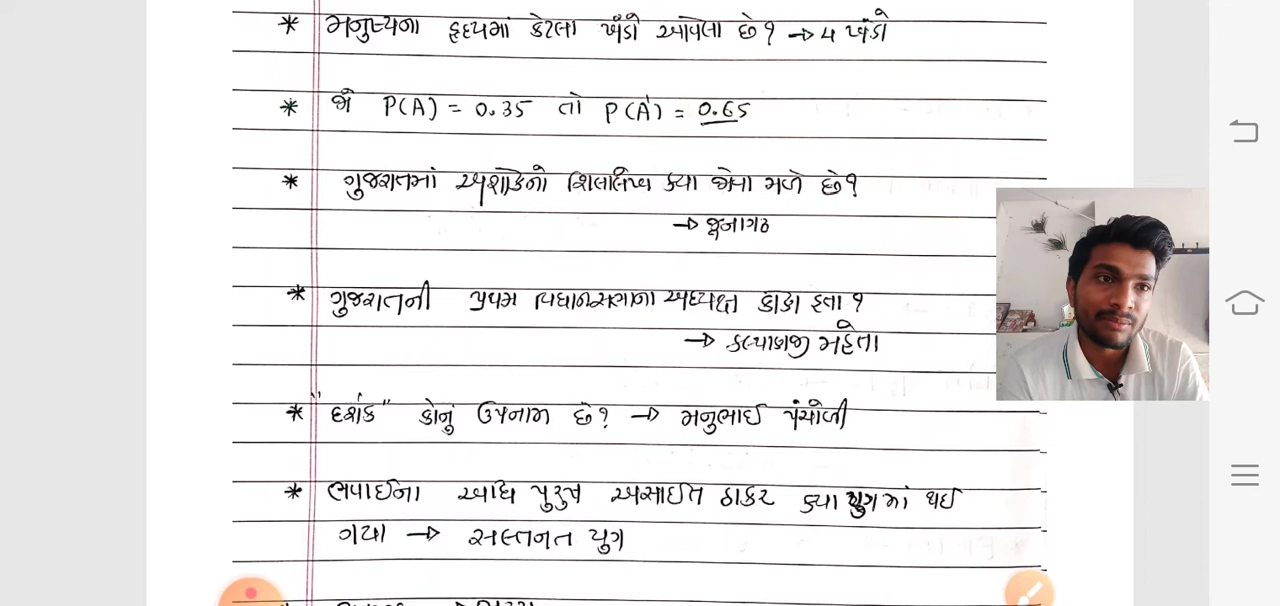 * મનુષ્યના હૃદયમાં કેટલા ખંડો આવેલા છે? → ૪ ખંડો
* જો P(A) = 0.35 તો P(A') = 0.65
* ગુજરાતમાં અશોકનો શિલાલેખ ક્યા જોવા મળે છે?
→ જૂનાગઢ
* ગુજરાતની પ્રથમ વિધાનસભાના અધ્યક્ષ કોણ હતા?
→ કલ્યાણજી મહેતા
* "દર્શક" કોનું ઉપનામ છે? → મનુભાઈ પંચોળી
* ભવાઈના આધિ પુરુષ અસાઈત ઠાકર ક્યા યુગમાં થઈ
ગયા → સલ્તનત યુગ